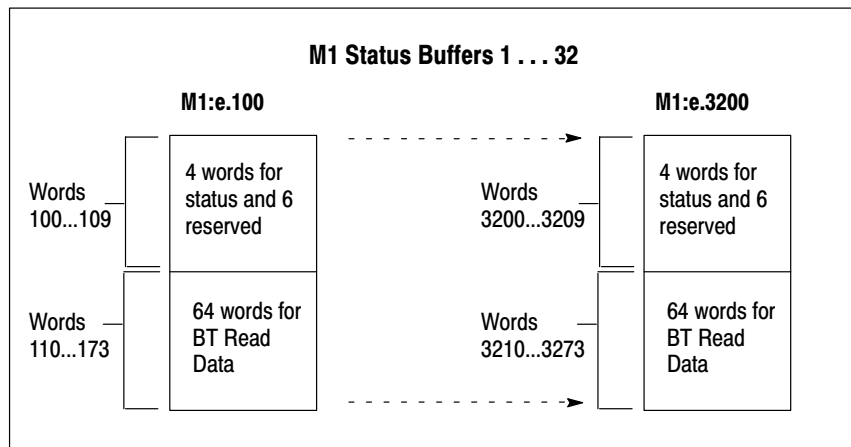 M1 Status Buffers 1 . . . 32
M1:e.100
M1:e.3200
Words
100...109
4 words for
status and 6
reserved
Words
3200...3209
4 words for
status and 6
reserved
Words
110...173
64 words for
BT Read
Data
Words
3210...3273
64 words for
BT Read
Data